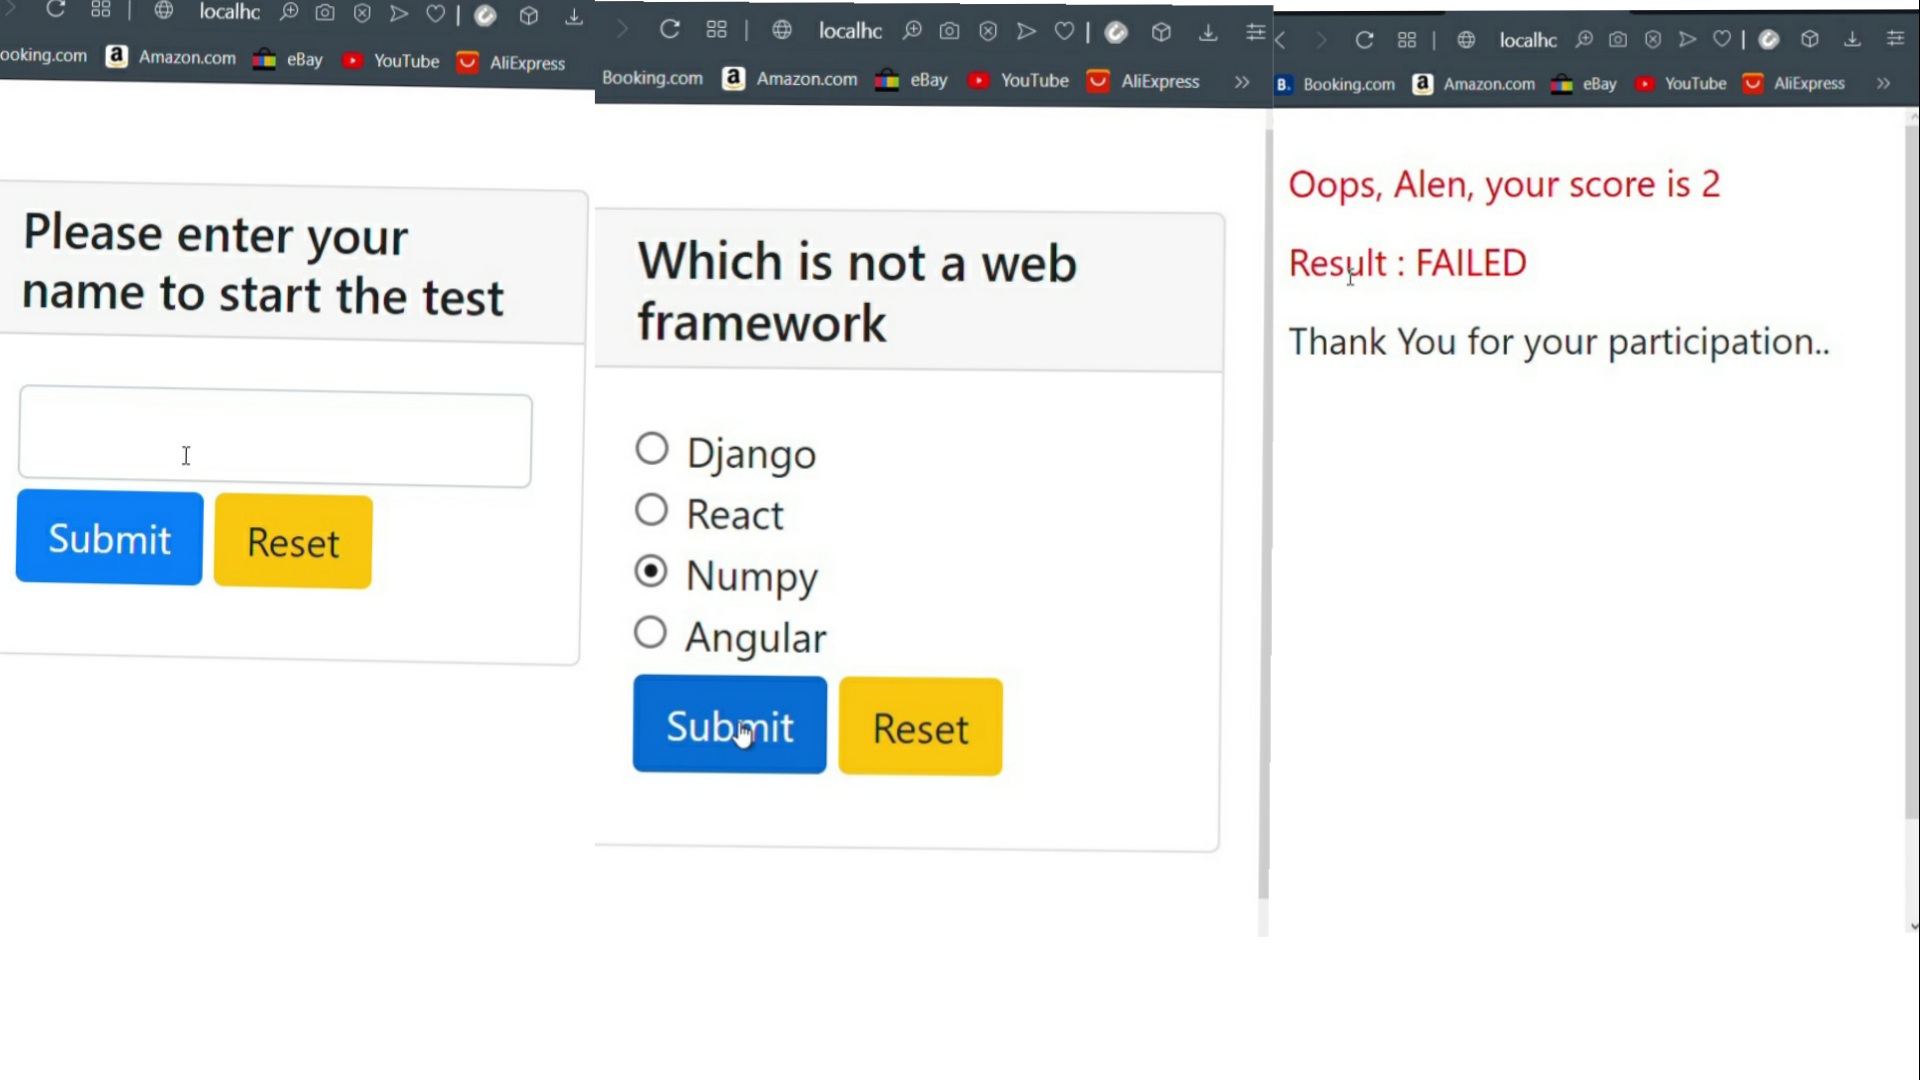 localhc
ooking.com Amazon.com eBay YouTube AliExpress
Please enter your
name to start the test
Submit Reset
localhc
Booking.com Amazon.com eBay YouTube AliExpress
Which is not a web
framework
Django
React
Numpy
Angular
Submit Reset
localhc
B. Booking.com Amazon.com eBay YouTube AliExpress
Oops, Alen, your score is 2
Result : FAILED
Thank You for your participation..